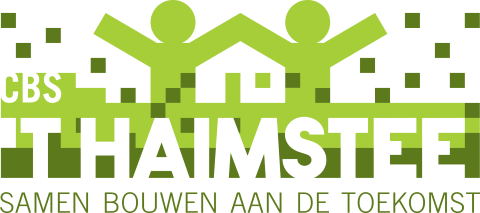 CBS
'T HAIMSTEE
SAMEN BOUWEN AAN DE TOEKOMST